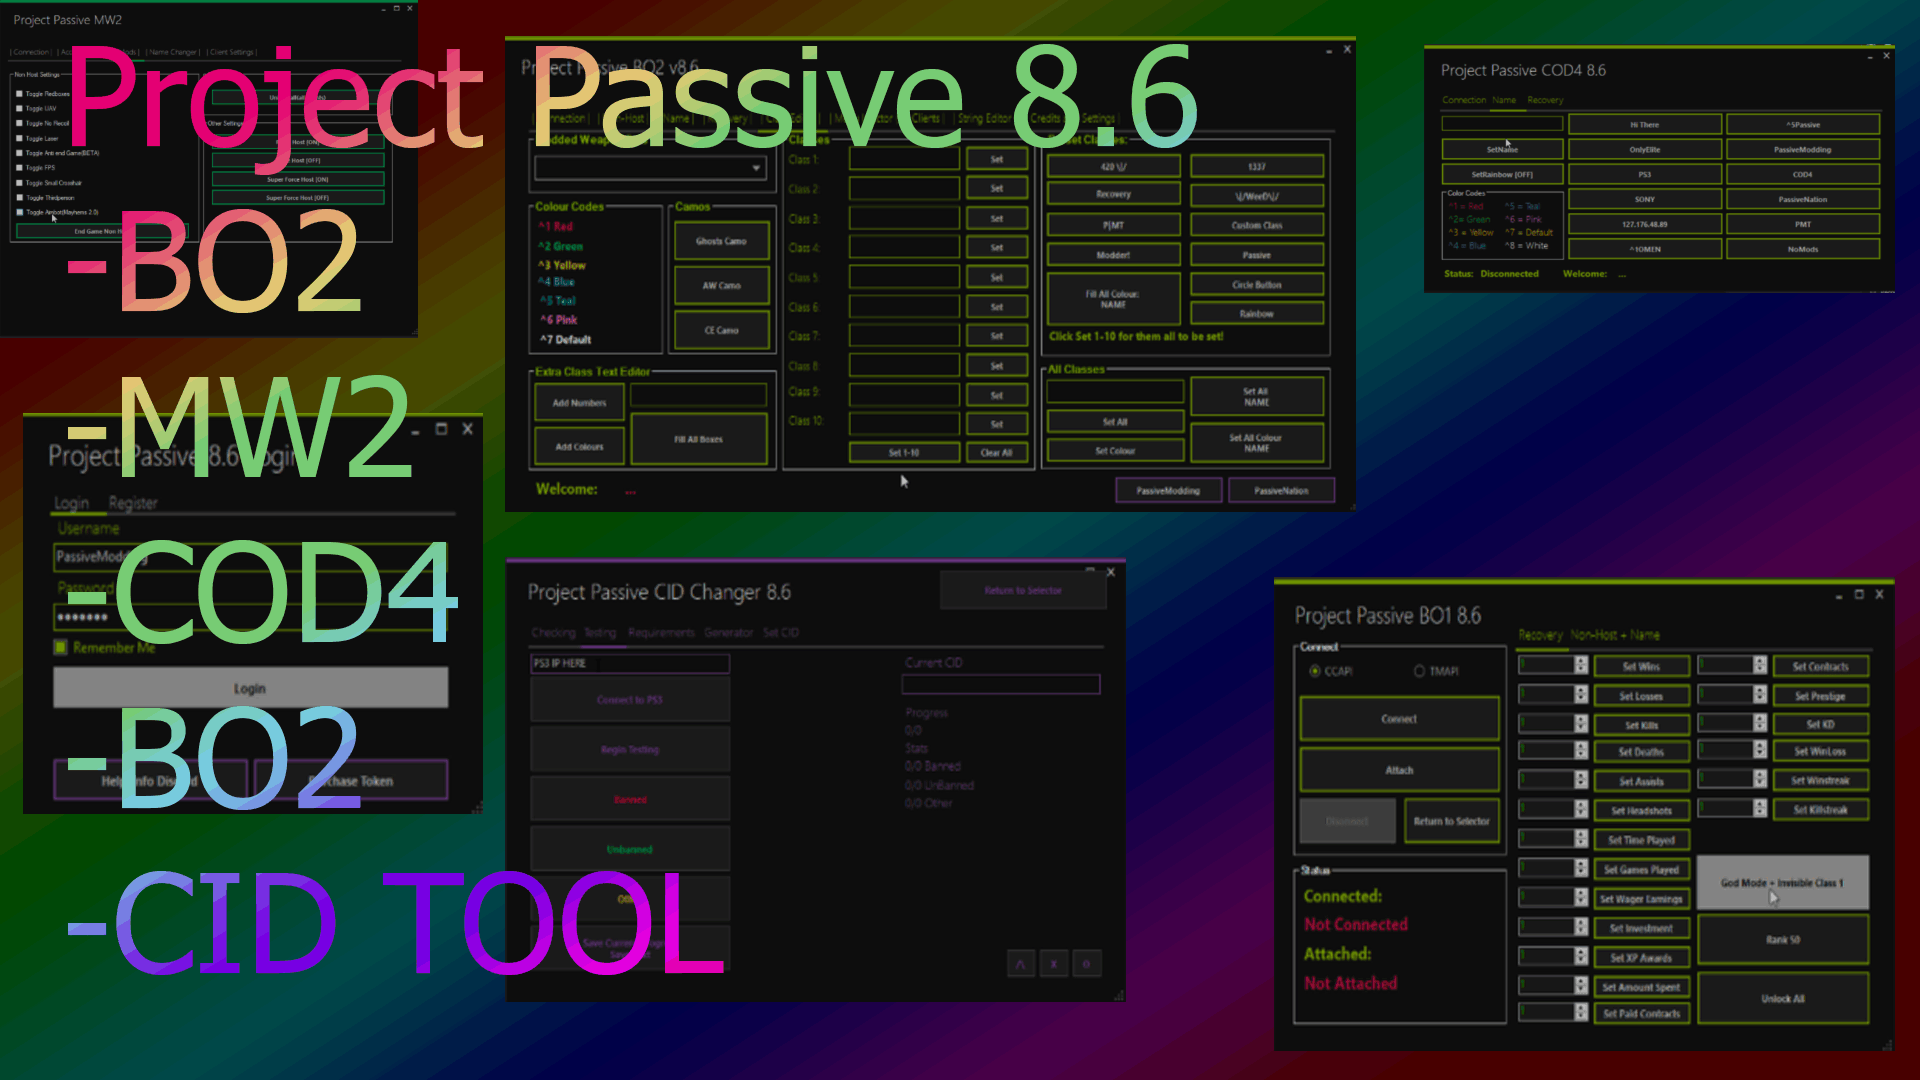 Project Passive 8.6
-BO2
-MW2
-COD4
-BO2
-CID TOOL
Project Passive MW2
| Connection |
| Name Changer |
| Client Settings |
Non Host Settings
Toggle Redboxes
Toggle UAV
Toggle No Recoil
Toggle Laser
Toggle Anti end Game(BETA)
Toggle FPS
Toggle Small Crosshair
Toggle Thirdperson
Toggle Aimbot(Mayhems 2.0)
End Game Non H
Other Settings
Host [ON]
Host [OFF]
Super Force Host [ON]
Super Force Host [OFF]
Project Passive BO2 v8.6
String Editor
Credits
Settings
Clients
Class 1:
Set
Class 2:
Set
Class 3:
Set
Class 4:
Set
Class 5:
Set
Class 6:
Set
Class 7:
Set
Class 8:
Set
Class 9:
Set
Class 10:
Set
Set 1-10
Clear All
Colour Codes
^1 Red
^2 Green
^3 Yellow
^4 Blue
^5 Teal
^6 Pink
^7 Default
Camos
Ghosts Camo
AW Camo
CE Camo
Extra Class Text Editor
Add Numbers
Add Colours
Fill All Boxes
420 \|/
1337
Recovery
\|/WeeD\|/
P|MT
Custom Class
Modder!
Passive
Fill All Colour:
NAME
Circle Button
Rainbow
Click Set 1-10 for them all to be set!
All Classes
Set All
NAME
Set All
Set Colour
Set All Colour
NAME
Welcome: ...
PassiveModding
PassiveNation
Project Passive COD4 8.6
Connection Name Recovery
Hi There
^5Passive
SetName
OnlyElite
PassiveModding
SetRainbow [OFF]
PS3
COD4
Color Codes
^1 = Red ^5 = Teal
^2= Green ^6 = Pink
^3 = Yellow ^7 = Default
^4 = Blue ^8 = White
SONY
PassiveNation
127.176.48.89
PMT
^1OMEN
NoMods
Status: Disconnected Welcome: ...
Project Passive 8.6 Login
Login Register
Username
PassiveModding
Password
Remember Me
Login
Purchase Token
Project Passive CID Changer 8.6
Return to Selector
Checking Testing Requirements Generator Set CID
PS3 IP HERE
Connect to PS3
Begin Testing
Banned
Unbanned
Current CID
Progress
0/0
Stats
0/0 Banned
0/0 UnBanned
0/0 Other
Λ X O
Project Passive BO1 8.6
Connect
CCAPI TMAPI
Connect
Attach
Disconnect
Return to Selector
Status
Connected:
Not Connected
Attached:
Not Attached
Recovery Non-Host + Name
Set Wins
Set Contracts
Set Losses
Set Prestige
Set Kills
Set KD
Set Deaths
Set WinLoss
Set Assists
Set Winstreak
Set Headshots
Set Killstreak
Set Time Played
Set Games Played
Set Wager Earnings
Set Investment
Set XP Awards
Set Amount Spent
Set Paid Contracts
God Mode + Invisible Class 1
Rank 50
Unlock All